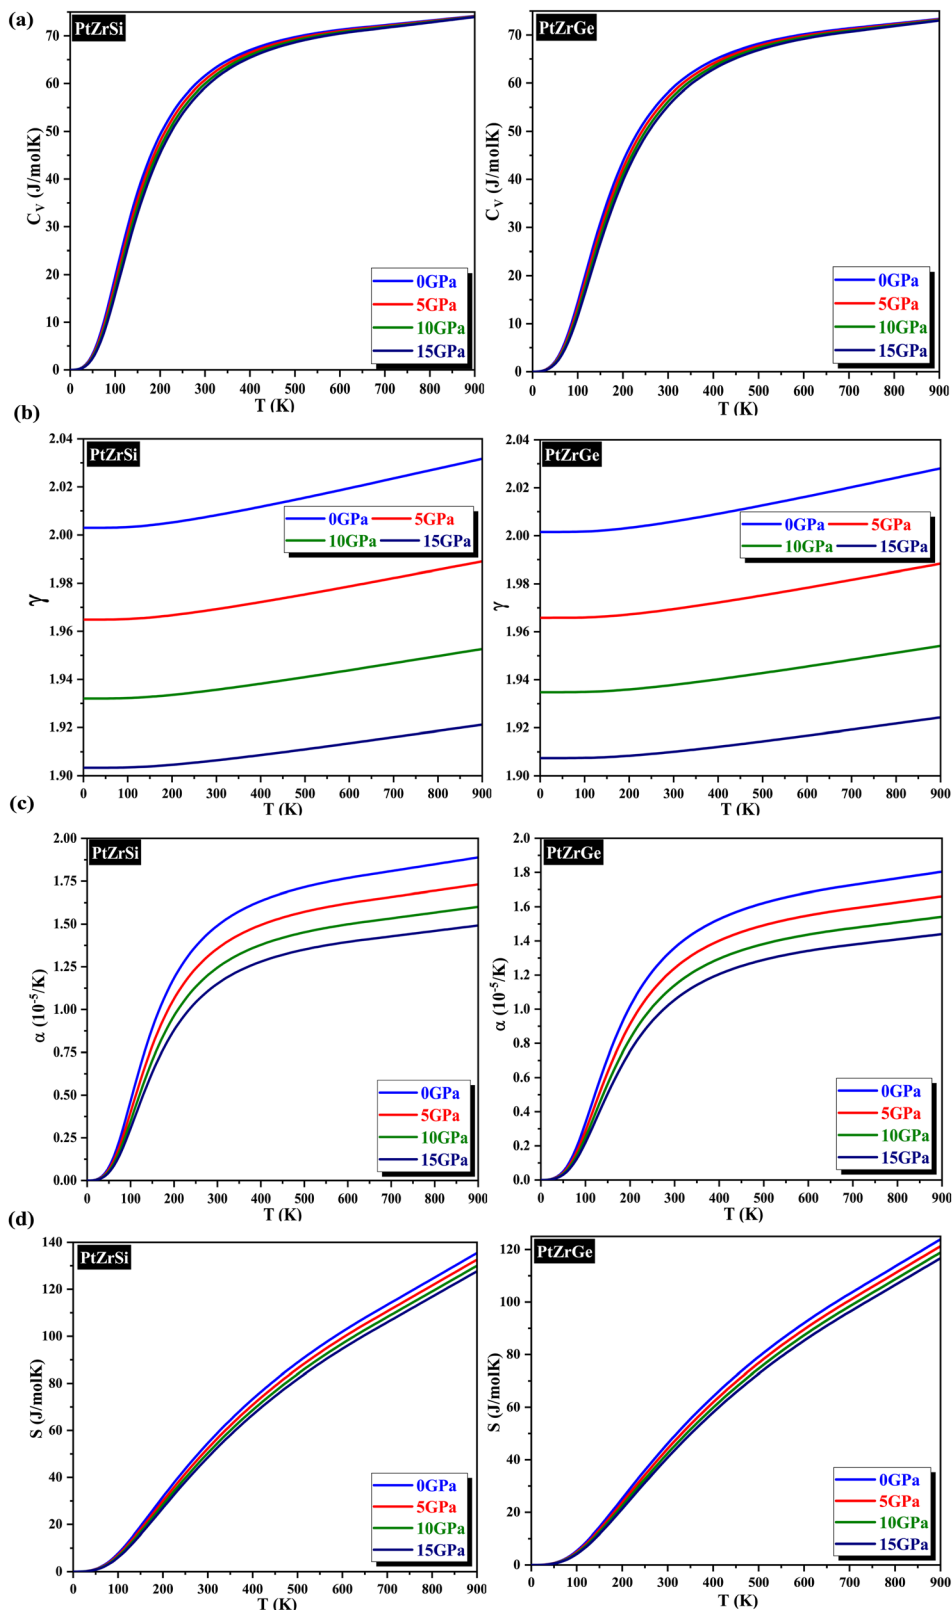 (a)
PtZrSi
C_V (J/molK)
70
60
50
40
30
20
10
0
0GPa
5GPa
10GPa
15GPa
0 100 200 300 400 500 600 700 800 900
T (K)
PtZrGe
C_V (J/molK)
70
60
50
40
30
20
10
0
0GPa
5GPa
10GPa
15GPa
0 100 200 300 400 500 600 700 800 900
T (K)
(b)
PtZrSi
γ
2.04
2.02
2.00
1.98
1.96
1.94
1.92
1.90
0GPa 5GPa
10GPa 15GPa
0 100 200 300 400 500 600 700 800 900
T (K)
PtZrGe
γ
2.04
2.02
2.00
1.98
1.96
1.94
1.92
1.90
0GPa 5GPa
10GPa 15GPa
0 100 200 300 400 500 600 700 800 900
T (K)
(c)
PtZrSi
α (10⁻⁵/K)
2.00
1.75
1.50
1.25
1.00
0.75
0.50
0.25
0.00
0GPa
5GPa
10GPa
15GPa
0 100 200 300 400 500 600 700 800 900
T (K)
PtZrGe
α (10⁻⁵/K)
2.0
1.8
1.6
1.4
1.2
1.0
0.8
0.6
0.4
0.2
0.0
0GPa
5GPa
10GPa
15GPa
0 100 200 300 400 500 600 700 800 900
T (K)
(d)
PtZrSi
S (J/molK)
140
120
100
80
60
40
20
0
0GPa
5GPa
10GPa
15GPa
0 100 200 300 400 500 600 700 800 900
T (K)
PtZrGe
S (J/molK)
120
100
80
60
40
20
0
0GPa
5GPa
10GPa
15GPa
0 100 200 300 400 500 600 700 800 900
T (K)